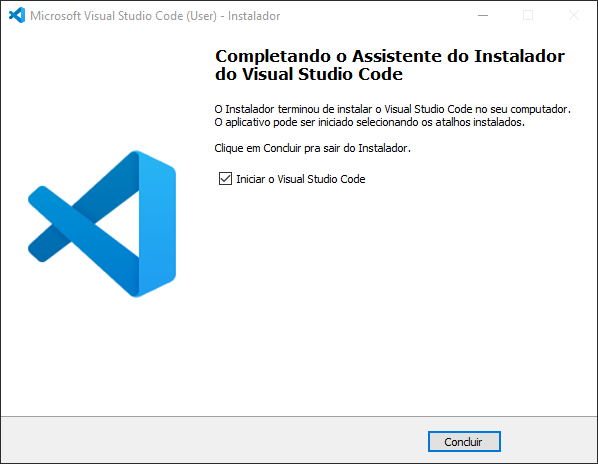 Microsoft Visual Studio Code (User) - Instalador
Completando o Assistente do Instalador
do Visual Studio Code
O Instalador terminou de instalar o Visual Studio Code no seu computador.
O aplicativo pode ser iniciado selecionando os atalhos instalados.
Clique em Concluir pra sair do Instalador.
Iniciar o Visual Studio Code
Concluir